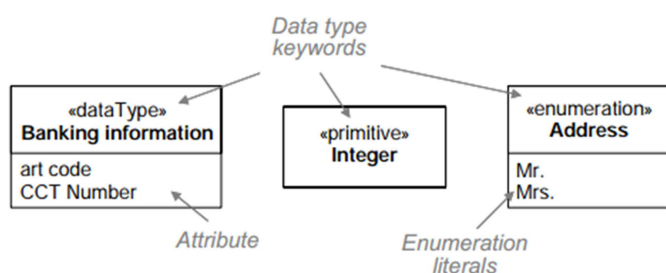 Data type
keywords
«dataType»
Banking information
art code
CCT Number
«primitive»
Integer
«enumeration»
Address
Mr.
Mrs.
Attribute
Enumeration
literals